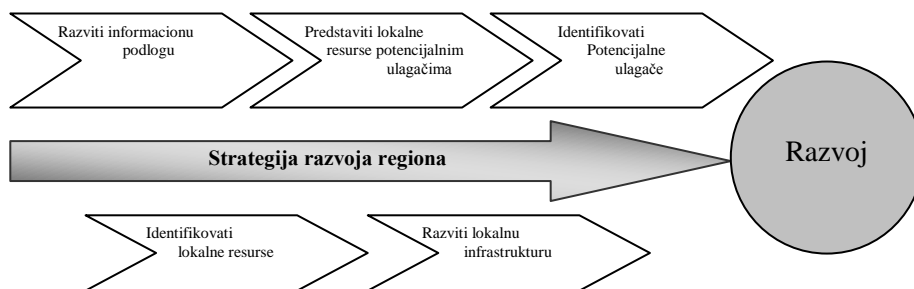 Razviti informacionu
podlogu
Predstaviti lokalne
resurse potencijalnim
ulagačima
Identifikovati
Potencijalne
ulagače
Strategija razvoja regiona
Razvoj
Identifikovati
lokalne resurse
Razviti lokalnu
infrastrukturu